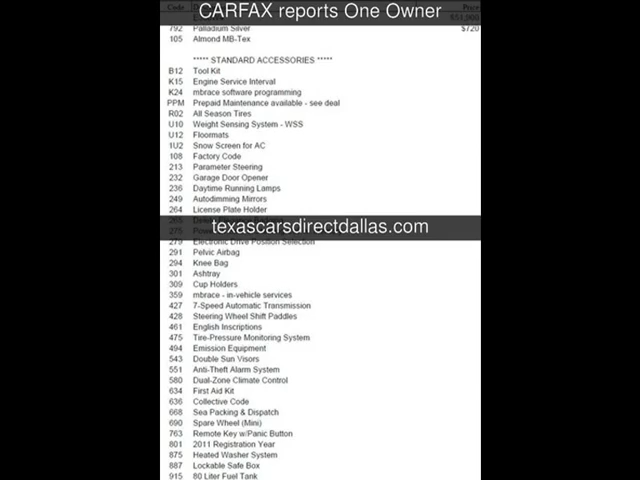 CARFAX reports One Owner
Code
Price
$51,900
792 Palladium Silver $720
105 Almond MB-Tex
***** STANDARD ACCESSORIES *****
B12 Tool Kit
K15 Engine Service Interval
K24 mbrace software programming
PPM Prepaid Maintenance available - see deal
R02 All Season Tires
U10 Weight Sensing System - WSS
U12 Floormats
1U2 Snow Screen for AC
108 Factory Code
213 Parameter Steering
232 Garage Door Opener
236 Daytime Running Lamps
249 Autodimming Mirrors
264 License Plate Holder
texascarsdirectdallas.com
275
279 Electronic Drive Position Selection
291 Pelvic Airbag
294 Knee Bag
301 Ashtray
309 Cup Holders
359 mbrace - in-vehicle services
427 7-Speed Automatic Transmission
428 Steering Wheel Shift Paddles
461 English Inscriptions
475 Tire-Pressure Monitoring System
494 Emission Equipment
543 Double Sun Visors
551 Anti-Theft Alarm System
580 Dual-Zone Climate Control
634 First Aid Kit
636 Collective Code
668 Sea Packing & Dispatch
690 Spare Wheel (Mini)
763 Remote Key w/Panic Button
801 2011 Registration Year
875 Heated Washer System
887 Lockable Safe Box
915 80 Liter Fuel Tank